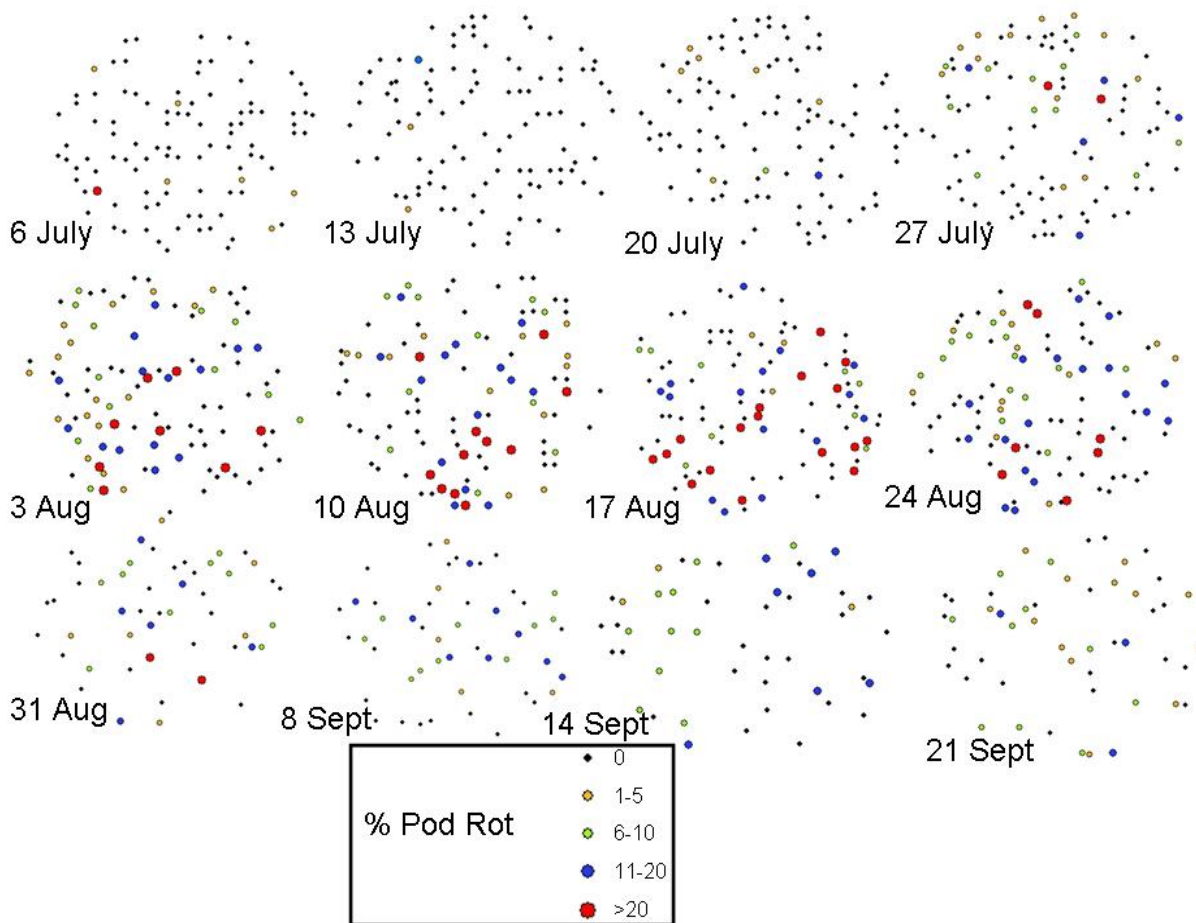 6 July
13 July
20 July
27 July
3 Aug
10 Aug
17 Aug
24 Aug
31 Aug
8 Sept
14 Sept
21 Sept
% Pod Rot
0
1-5
6-10
11-20
>20